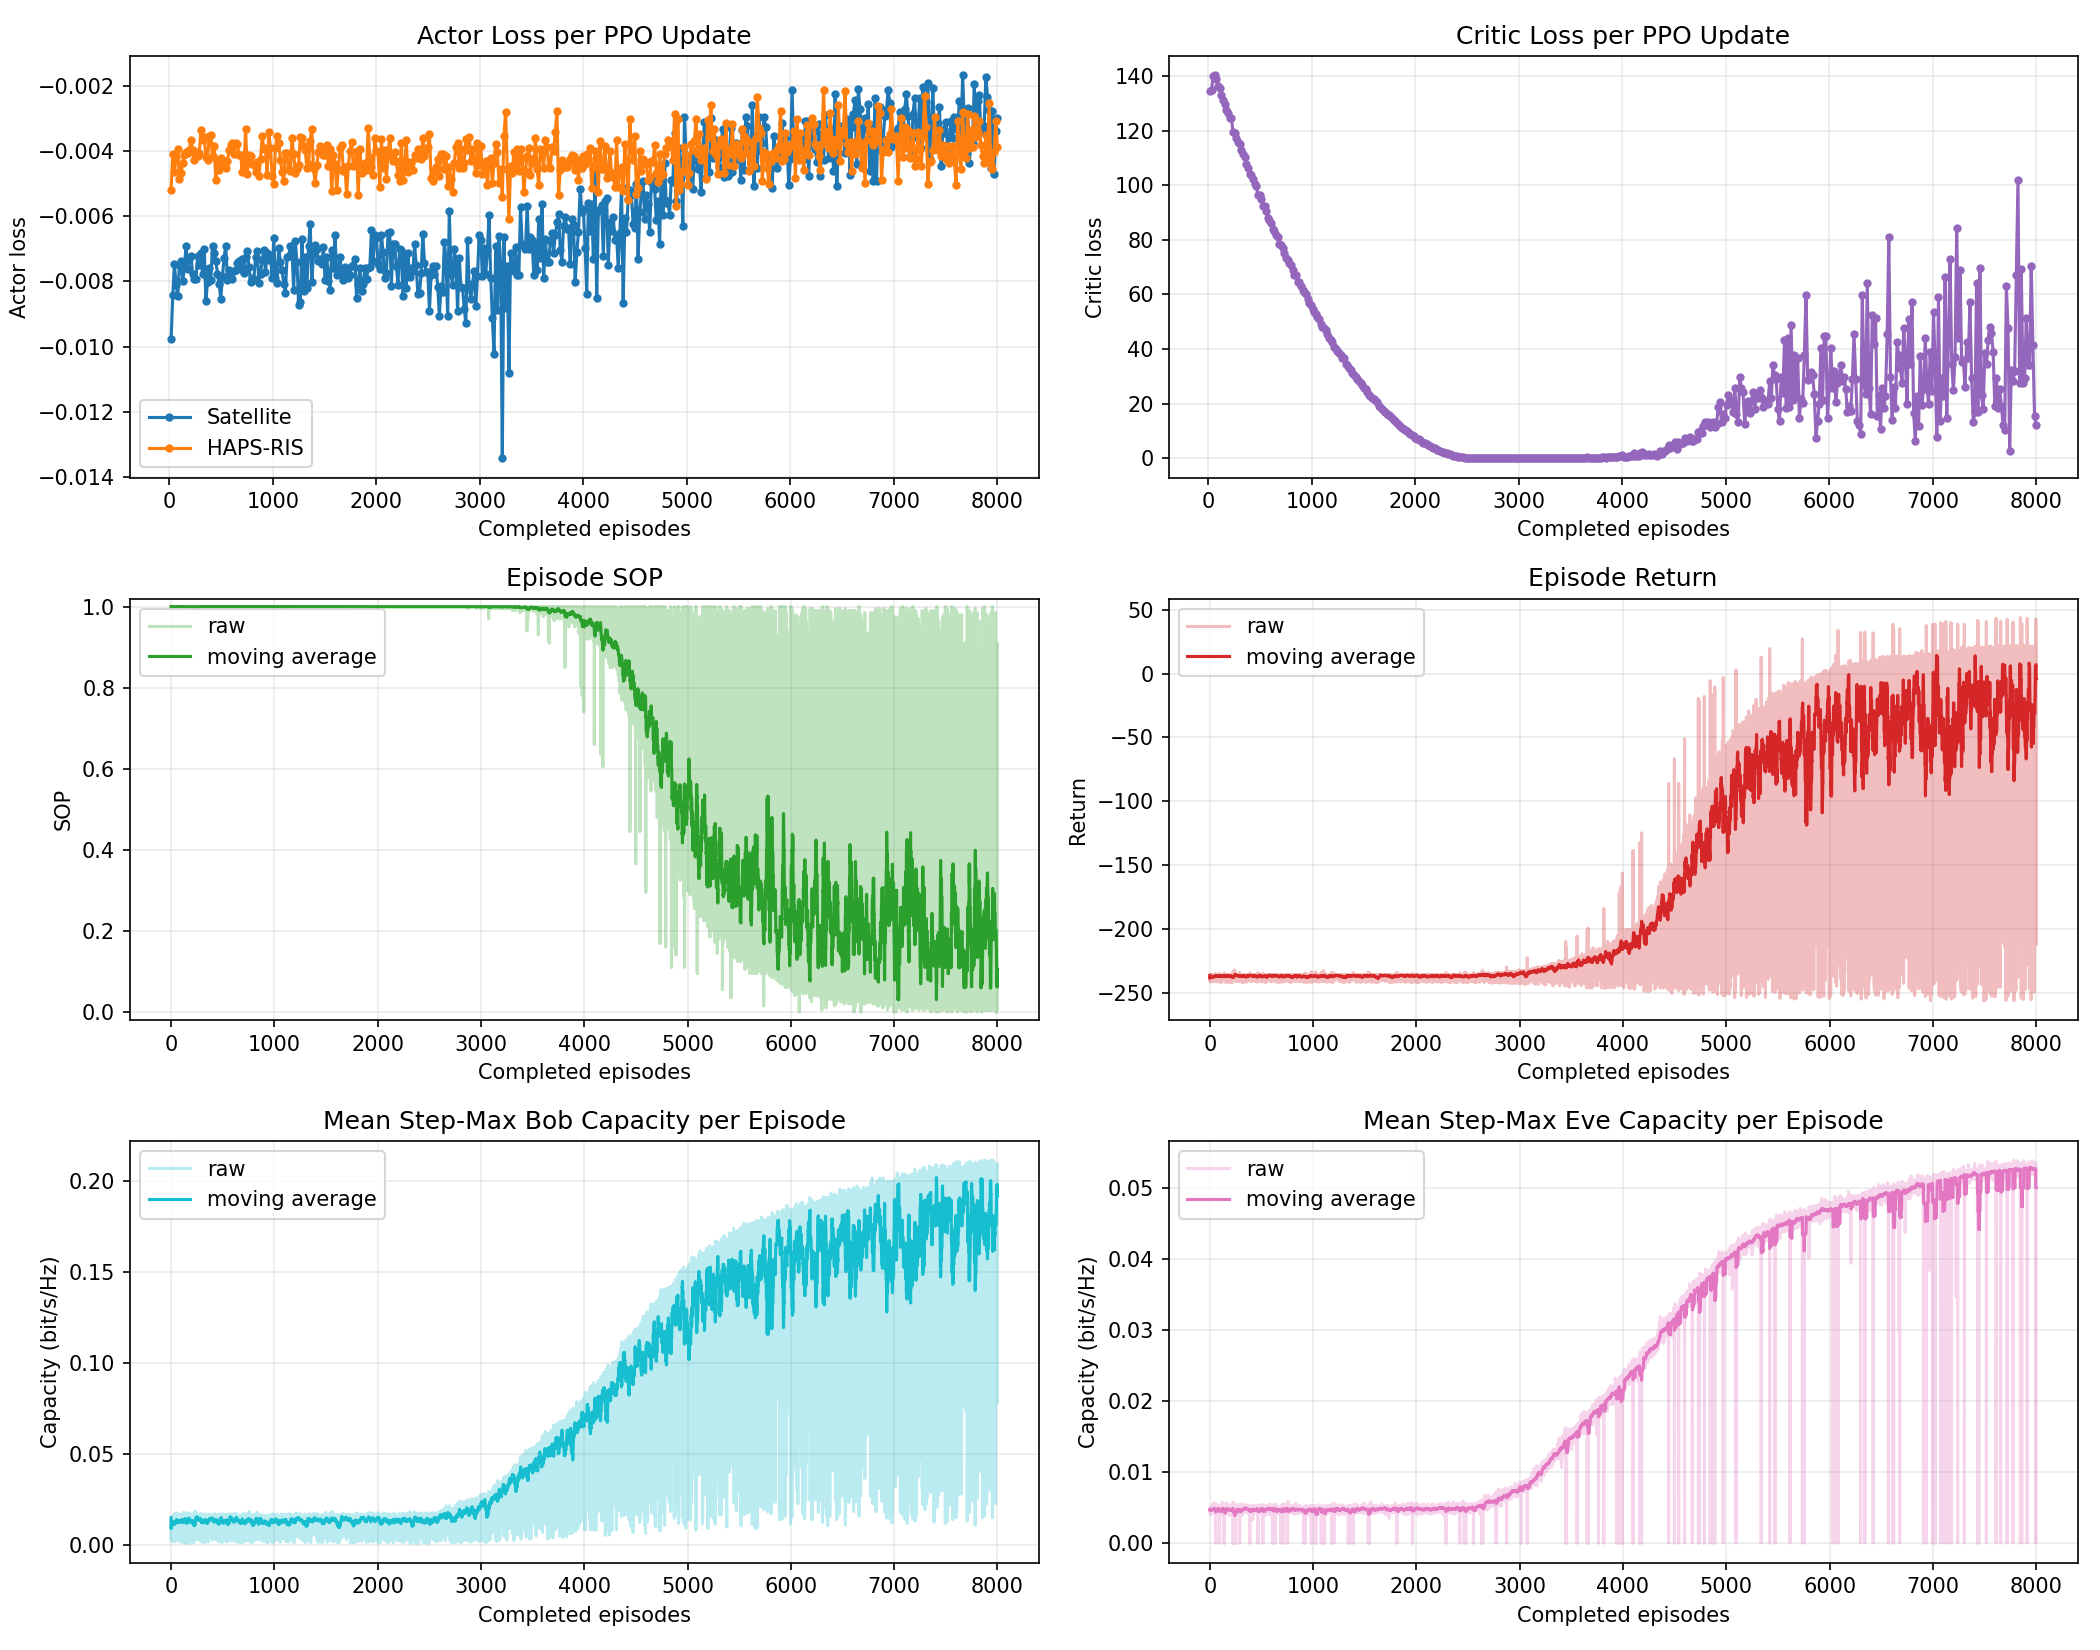 Actor Loss per PPO Update
Actor loss
−0.002
−0.004
−0.006
−0.008
−0.010
−0.012
−0.014
Satellite
HAPS-RIS
0 1000 2000 3000 4000 5000 6000 7000 8000
Completed episodes
Critic Loss per PPO Update
Critic loss
140
120
100
80
60
40
20
0
0 1000 2000 3000 4000 5000 6000 7000 8000
Completed episodes
Episode SOP
SOP
1.0
0.8
0.6
0.4
0.2
0.0
raw
moving average
0 1000 2000 3000 4000 5000 6000 7000 8000
Completed episodes
Episode Return
Return
50
0
−50
−100
−150
−200
−250
raw
moving average
0 1000 2000 3000 4000 5000 6000 7000 8000
Completed episodes
Mean Step-Max Bob Capacity per Episode
Capacity (bit/s/Hz)
0.20
0.15
0.10
0.05
0.00
raw
moving average
0 1000 2000 3000 4000 5000 6000 7000 8000
Completed episodes
Mean Step-Max Eve Capacity per Episode
Capacity (bit/s/Hz)
0.05
0.04
0.03
0.02
0.01
0.00
raw
moving average
0 1000 2000 3000 4000 5000 6000 7000 8000
Completed episodes